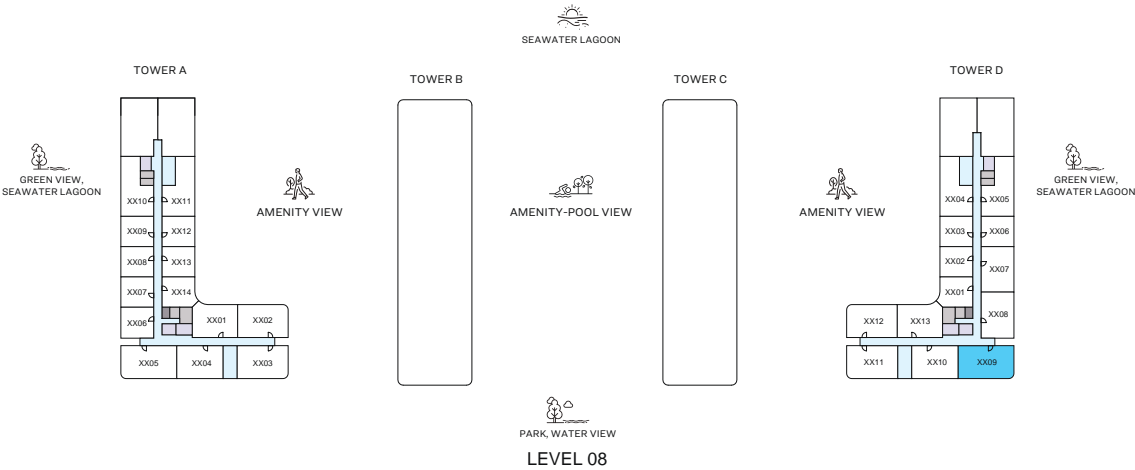 SEAWATER LAGOON
TOWER A
TOWER B
TOWER C
TOWER D
GREEN VIEW,
SEAWATER LAGOON
AMENITY VIEW
AMENITY-POOL VIEW
AMENITY VIEW
GREEN VIEW,
SEAWATER LAGOON
XX10
XX11
XX09
XX12
XX08
XX13
XX07
XX14
XX06
XX01
XX02
XX05
XX04
XX03
XX04
XX05
XX03
XX06
XX02
XX07
XX01
XX08
XX12
XX13
XX11
XX10
XX09
PARK, WATER VIEW
LEVEL 08